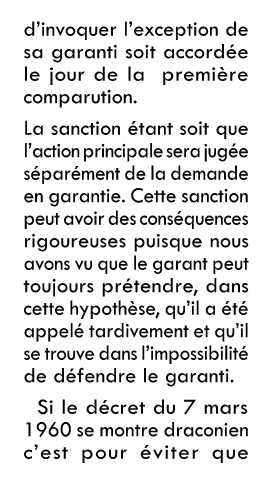 d’invoquer l’exception de
sa garanti soit accordée
le jour de la première
comparution.
La sanction étant soit que
l’action principale sera jugée
séparément de la demande
en garantie. Cette sanction
peut avoir des conséquences
rigoureuses puisque nous
avons vu que le garant peut
toujours prétendre, dans
cette hypothèse, qu’il a été
appelé tardivement et qu’il
se trouve dans l’impossibilité
de défendre le garanti.
Si le décret du 7 mars
1960 se montre draconien
c’est pour éviter que